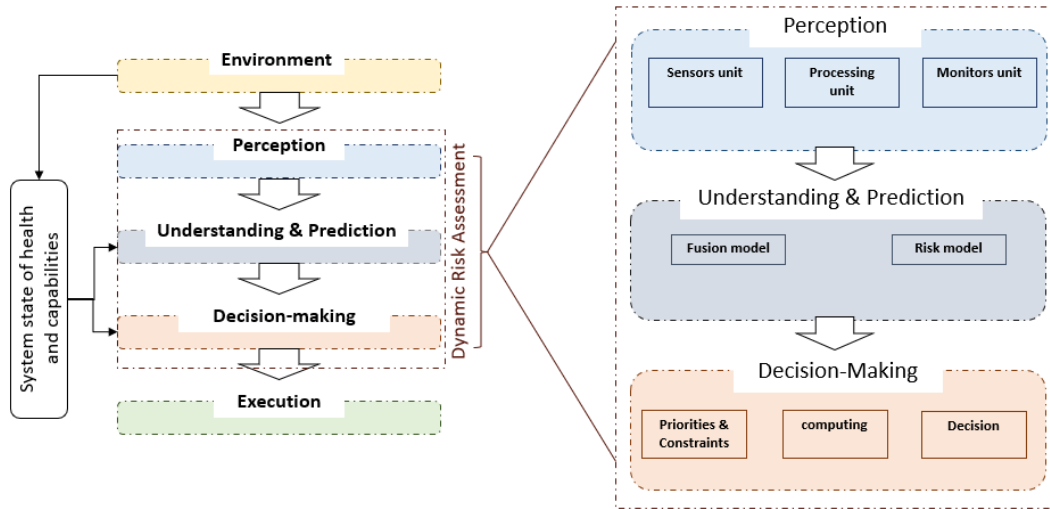 Environment
Perception
Understanding & Prediction
Decision-making
Execution
System state of health
and capabilities
Dynamic Risk Assessment
Perception
Sensors unit
Processing
unit
Monitors unit
Understanding & Prediction
Fusion model
Risk model
Decision-Making
Priorities &
Constraints
computing
Decision